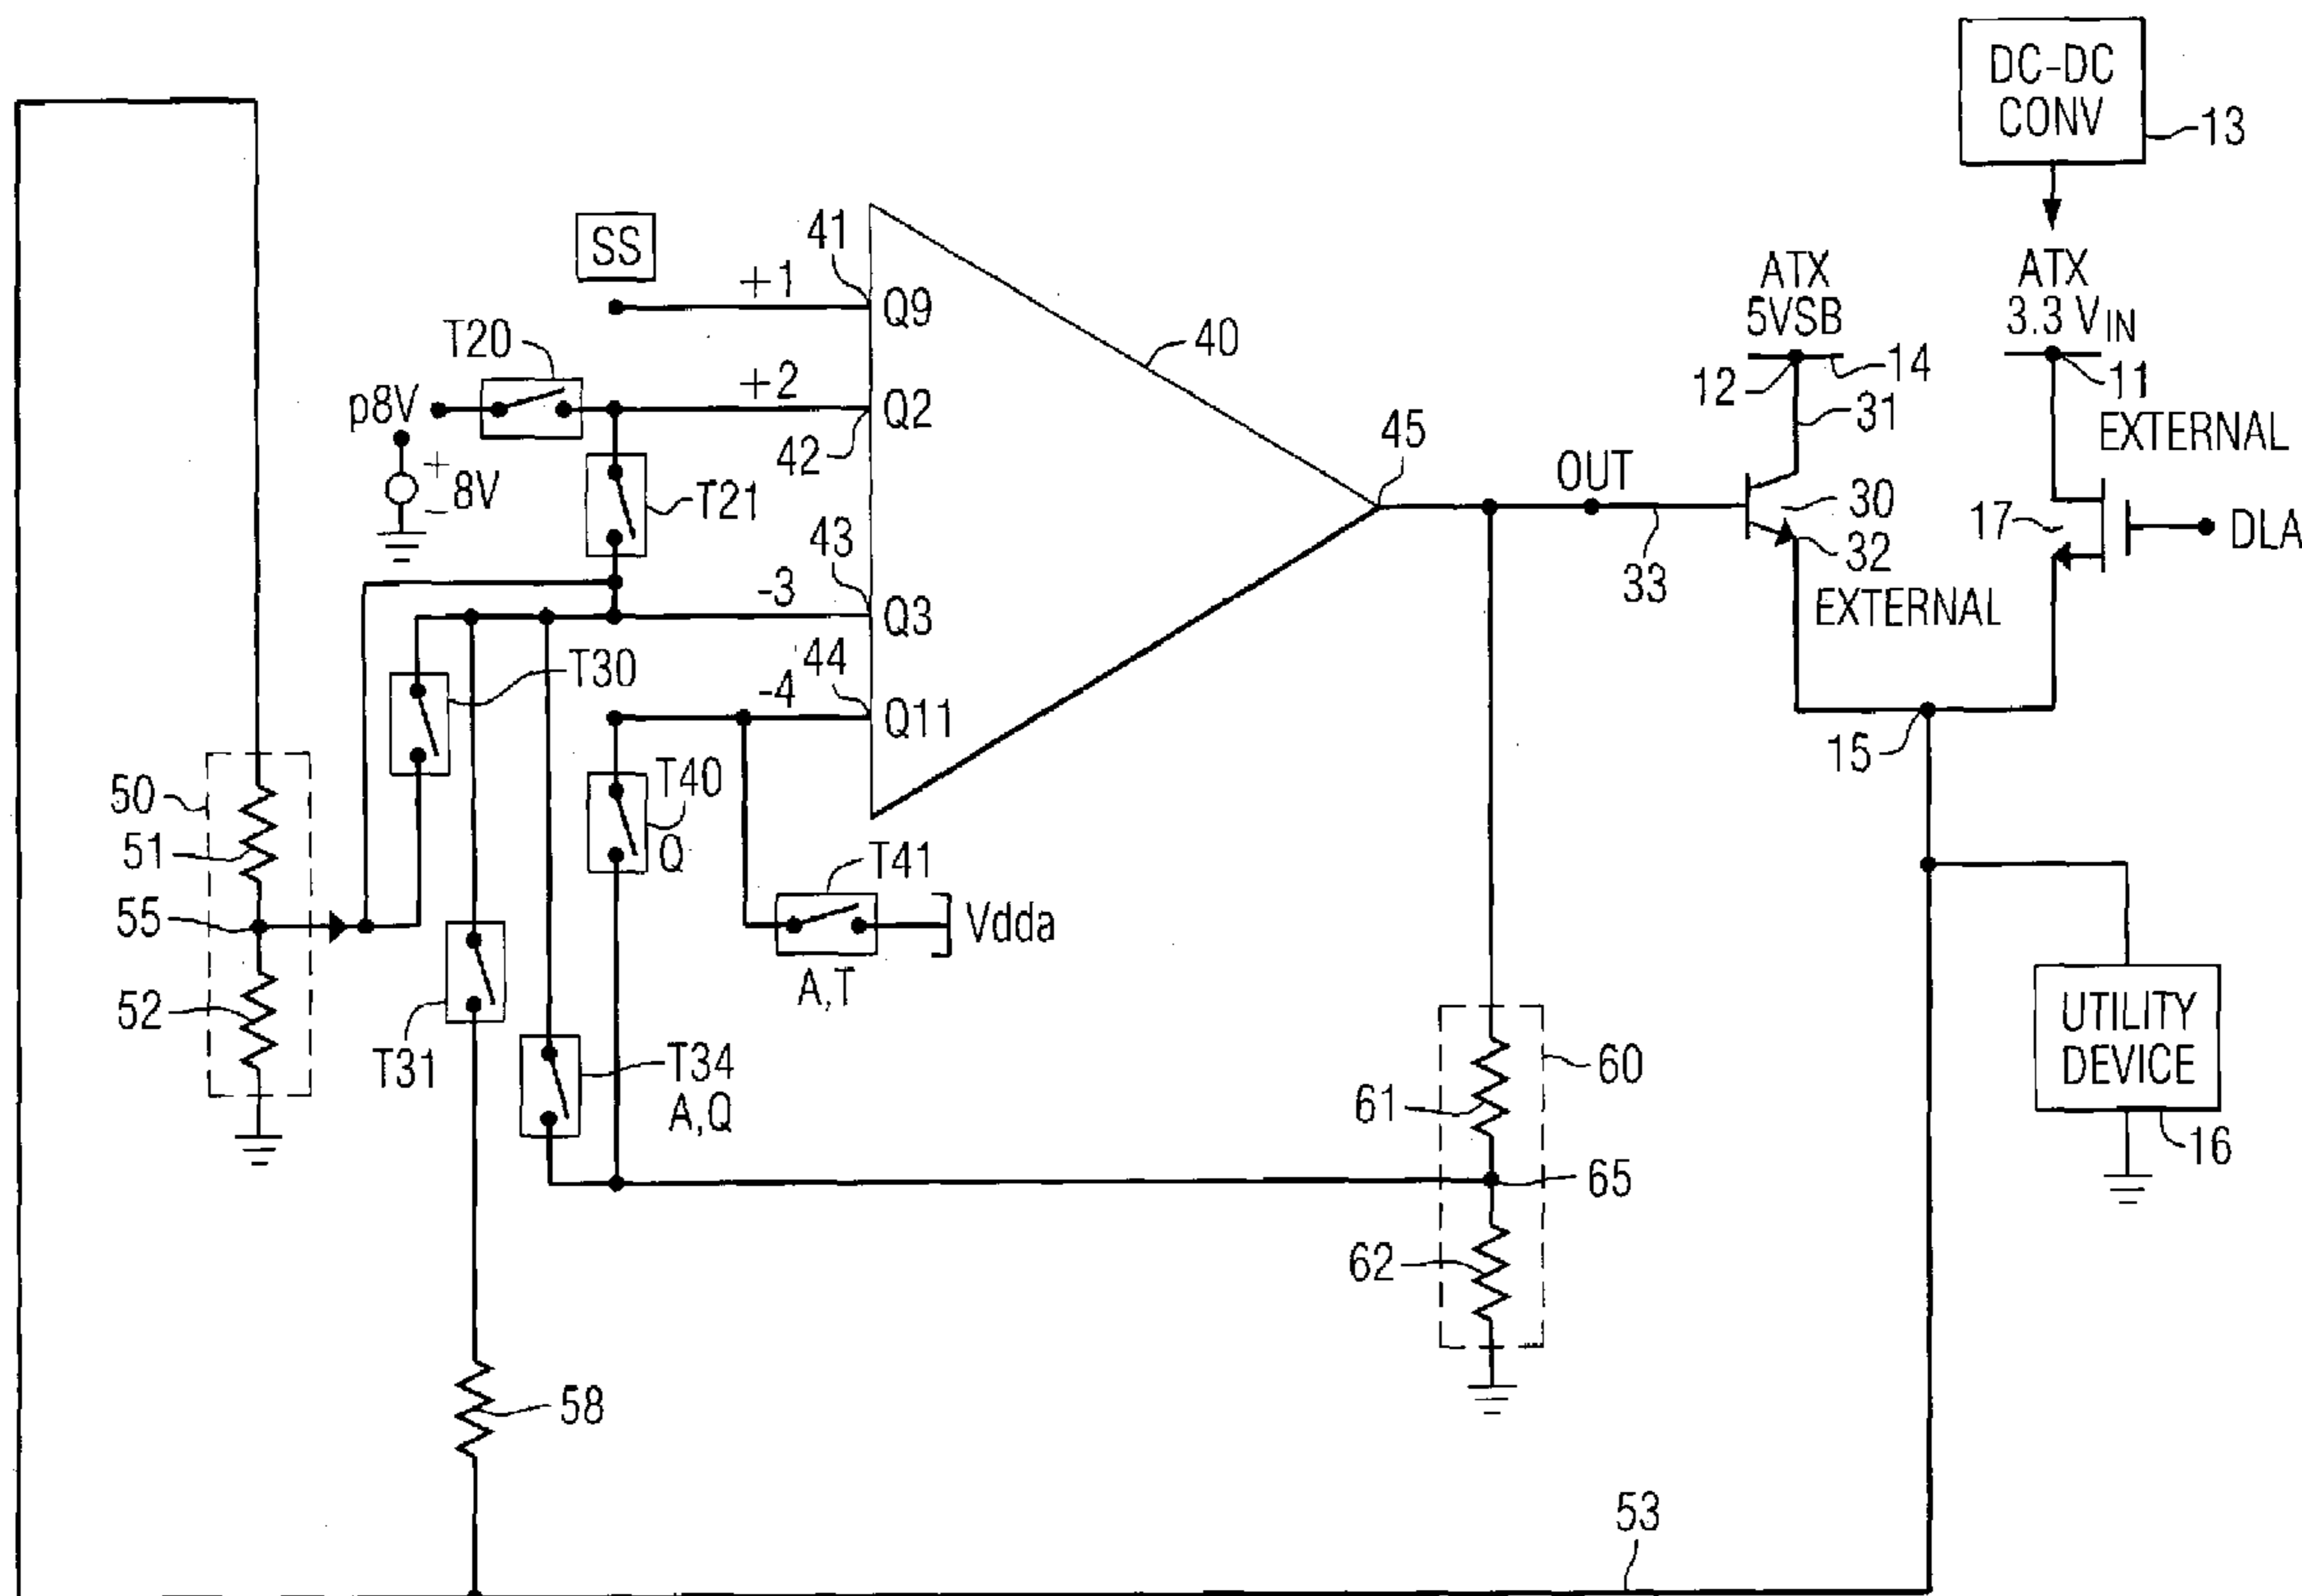 DC-DC
CONV
13
SS
41
+1
Q9
40
ATX
5VSB
ATX
3.3 VIN
T20
p8V
+2
Q2
42
12
14
11
31
EXTERNAL
+
8V
-
T21
45
OUT
30
17
DLA
43
-3
Q3
33
32
EXTERNAL
T30
44
-4
Q11
15
50
51
T40
Q
T41
Vdda
A,T
55
52
T31
T34
A,Q
61
60
UTILITY
DEVICE
16
65
62
58
53